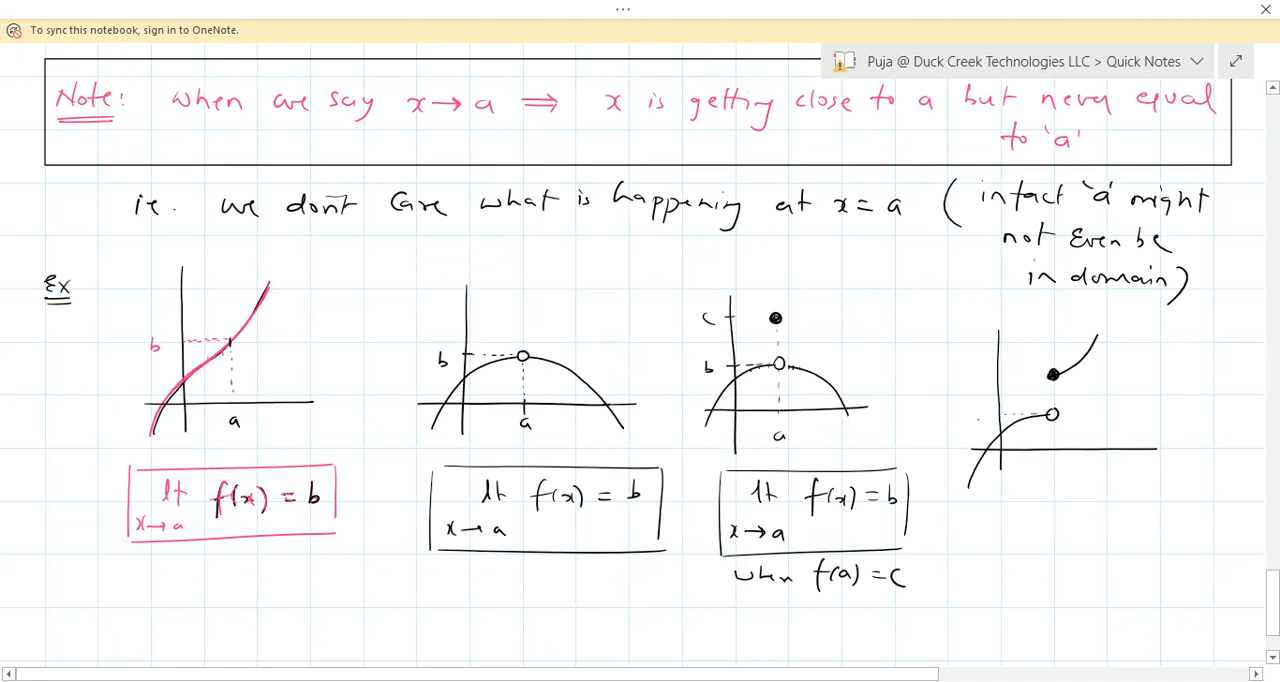 To sync this notebook, sign in to OneNote.
Puja @ Duck Creek Technologies LLC > Quick Notes
Note: when we say x → a ⟹ x is getting close to a but never equal
to 'a'
ie. we don't care what is happening at x = a (infact 'a' might
not Even be
in domain)
Ex
b
a
b
a
c
b
a
lt f(x) = b
x→a
lt f(x) = b
x→a
lt f(x) = b
x→a
when f(a) = c